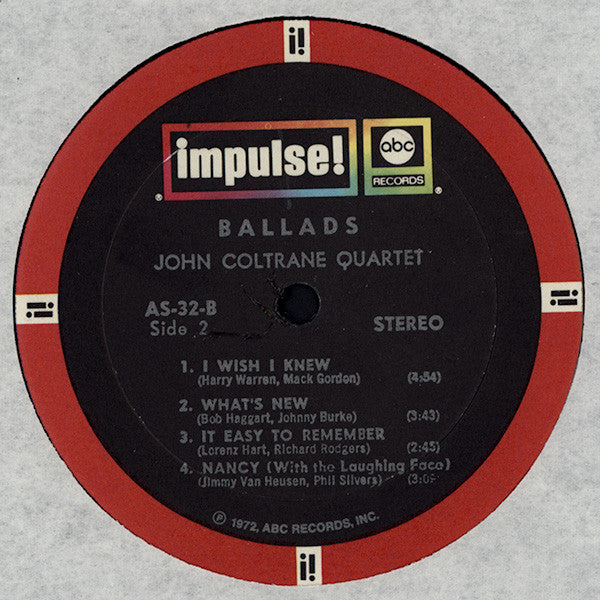 i!
impulse!
abc
RECORDS
®
®
BALLADS
JOHN COLTRANE QUARTET
i!
i!
AS-32-B
Side 2
STEREO
1. I WISH I KNEW
(Harry Warren, Mack Gordon) (4:54)
2. WHAT'S NEW
(Bob Haggart, Johnny Burke) (3:43)
3. IT EASY TO REMEMBER
(Lorenz Hart, Richard Rodgers) (2:45)
4. NANCY (With the Laughing Face)
(Jimmy Van Heusen, Phil Silvers)
℗ 1972, ABC RECORDS, INC.
i!